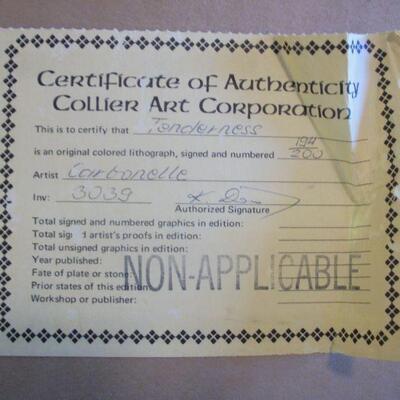 Certificate of Authenticity
Collier Art Corporation
This is to certify that Tenderness
is an original colored lithograph, signed and numbered 194/200
Artist Carbonelle
Inv: 3039
Authorized Signature
Total signed and numbered graphics in edition:
Total signed artist's proofs in edition:
Total unsigned graphics in edition:
Year published:
Fate of plate or stone:
Prior states of this edition
Workshop or publisher:
NON-APPLICABLE